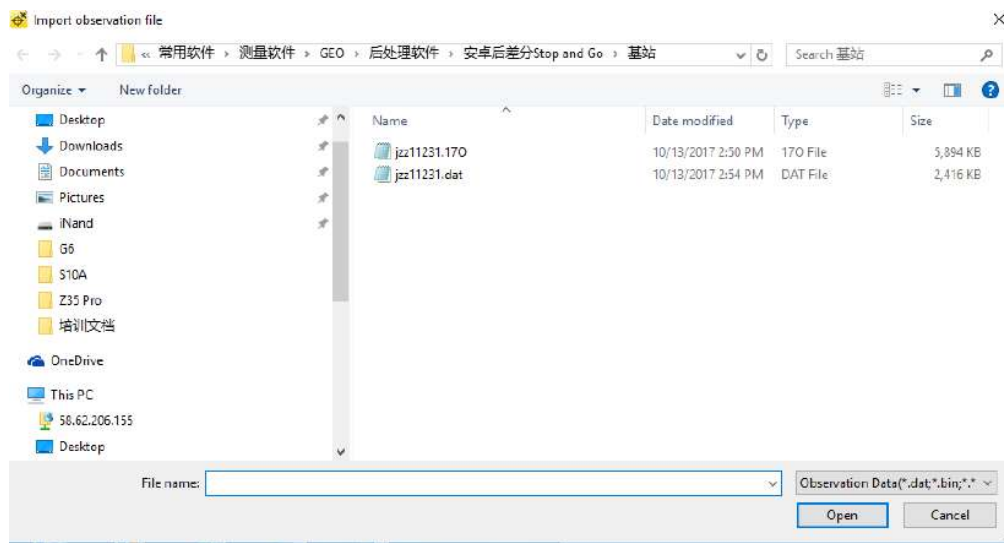 Import observation file
« 常用软件 › 测量软件 › GEO › 后处理软件 › 安卓后差分Stop and Go › 基站
Search 基站
Organize New folder
Desktop
Downloads
Documents
Pictures
iNand
G6
S10A
Z35 Pro
培训文档
OneDrive
This PC
58.62.206.155
Desktop
Name Date modified Type Size
jzz11231.17O 10/13/2017 2:50 PM 17O File 5,894 KB
jzz11231.dat 10/13/2017 2:54 PM DAT File 2,416 KB
File name:
Observation Data(*.dat;*.bin;*.*
Open Cancel